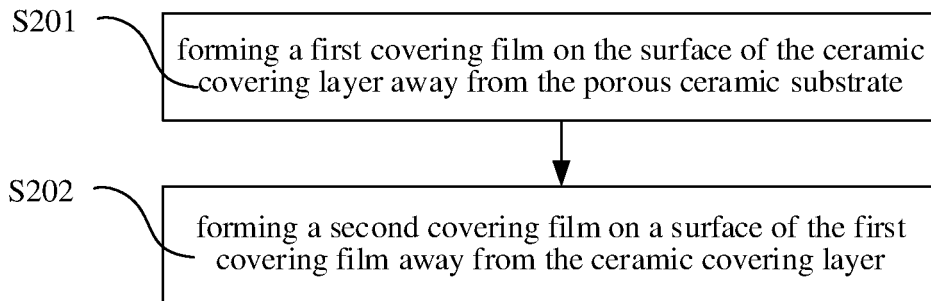 S201
forming a first covering film on the surface of the ceramic
covering layer away from the porous ceramic substrate
S202
forming a second covering film on a surface of the first
covering film away from the ceramic covering layer